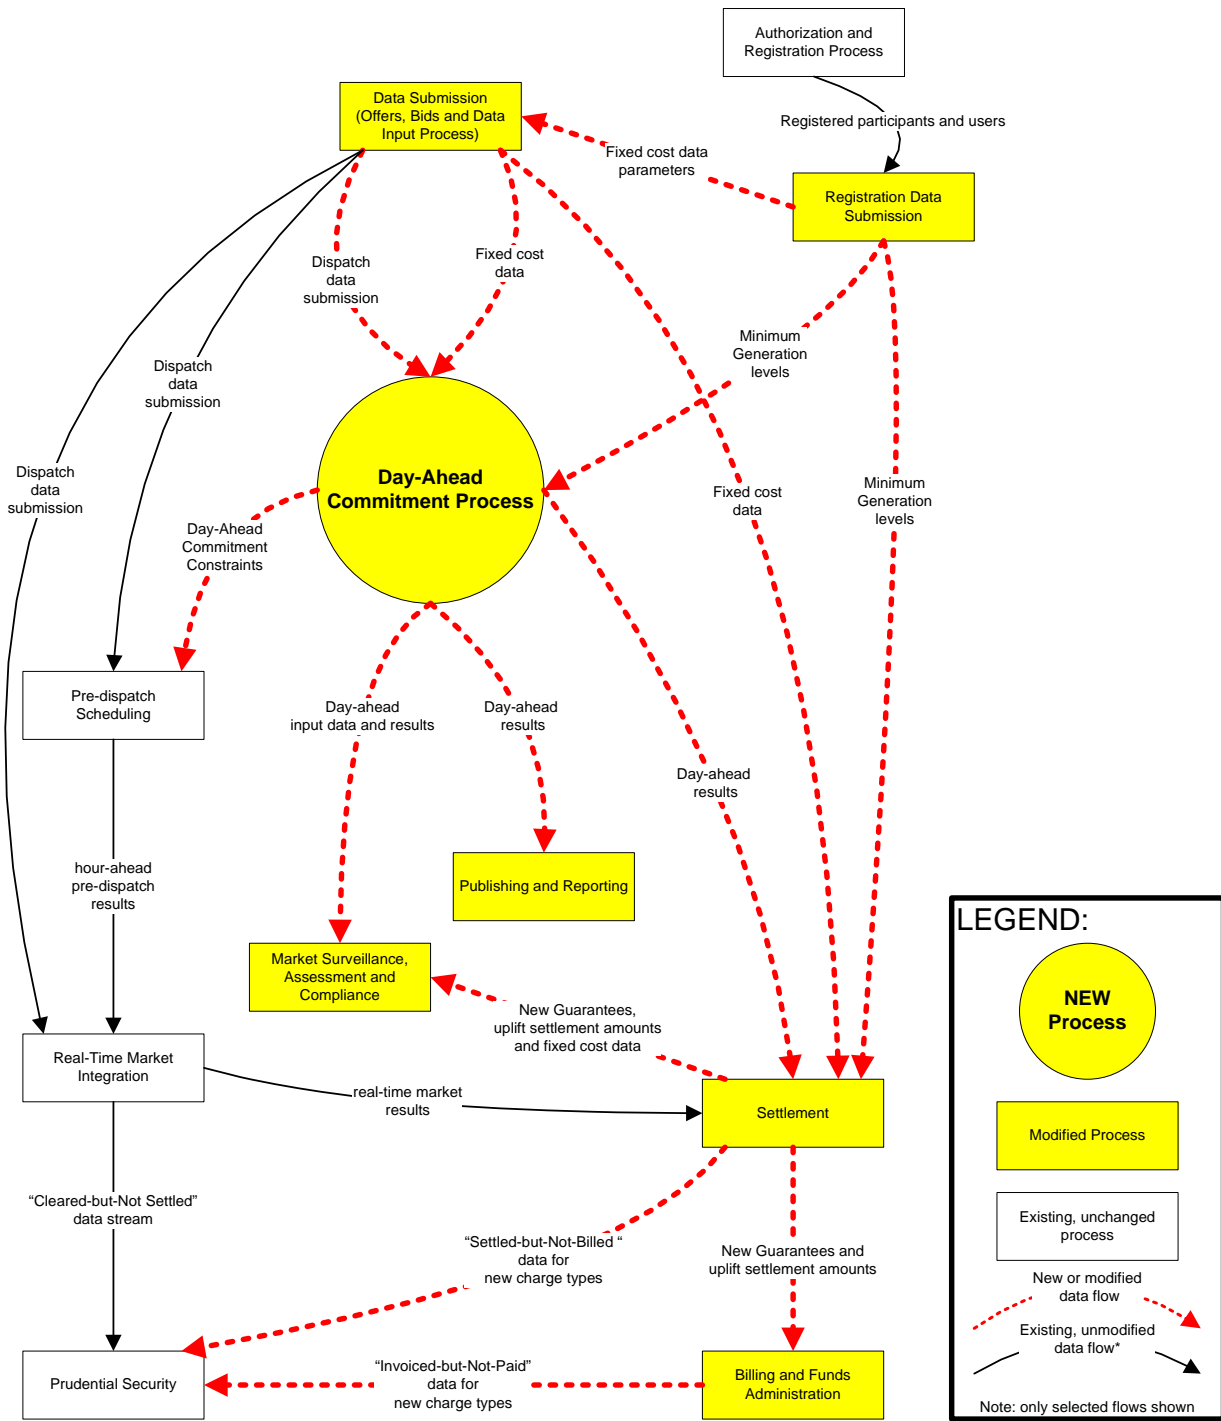 Authorization and
Registration Process
Data Submission
(Offers, Bids and Data
Input Process)
Registered participants and users
Fixed cost data
parameters
Registration Data
Submission
Dispatch
data
submission
Fixed cost
data
Minimum
Generation
levels
Dispatch
data
submission
Dispatch
data
submission
Day-Ahead
Commitment Process
Fixed cost
data
Minimum
Generation
levels
Day-Ahead
Commitment
Constraints
Pre-dispatch
Scheduling
Day-ahead
input data and results
Day-ahead
results
Day-ahead
results
hour-ahead
pre-dispatch
results
Publishing and Reporting
Market Surveillance,
Assessment and
Compliance
New Guarantees,
uplift settlement amounts
and fixed cost data
Real-Time Market
Integration
real-time market
results
Settlement
“Cleared-but-Not Settled”
data stream
“Settled-but-Not-Billed “
data for
new charge types
New Guarantees and
uplift settlement amounts
Prudential Security
“Invoiced-but-Not-Paid”
data for
new charge types
Billing and Funds
Administration
LEGEND:
NEW
Process
Modified Process
Existing, unchanged
process
New or modified
data flow
Existing, unmodified
data flow*
Note: only selected flows shown